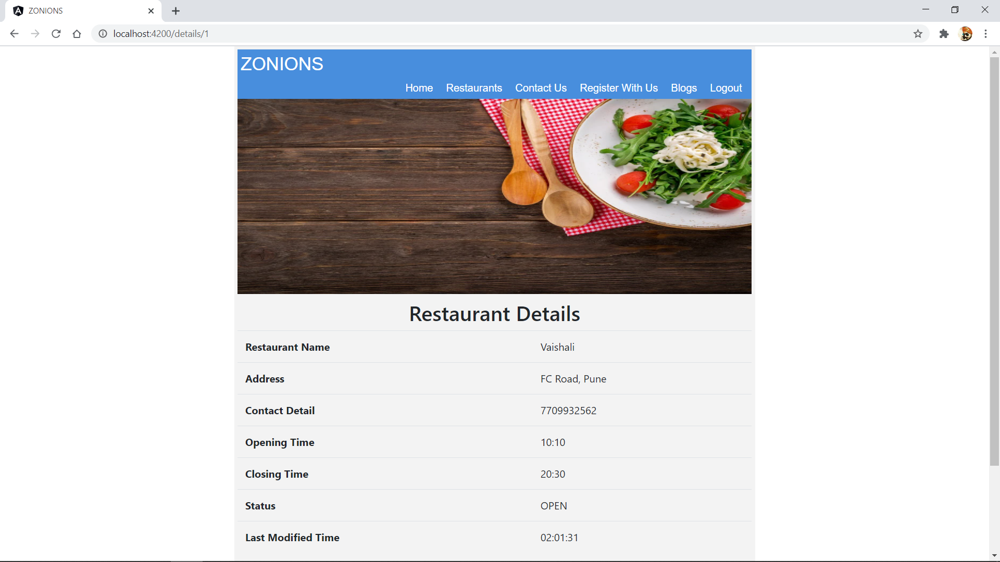 ZONIONS
localhost:4200/details/1
ZONIONS
Home Restaurants Contact Us Register With Us Blogs Logout
Restaurant Details
Restaurant Name Vaishali
Address FC Road, Pune
Contact Detail 7709932562
Opening Time 10:10
Closing Time 20:30
Status OPEN
Last Modified Time 02:01:31